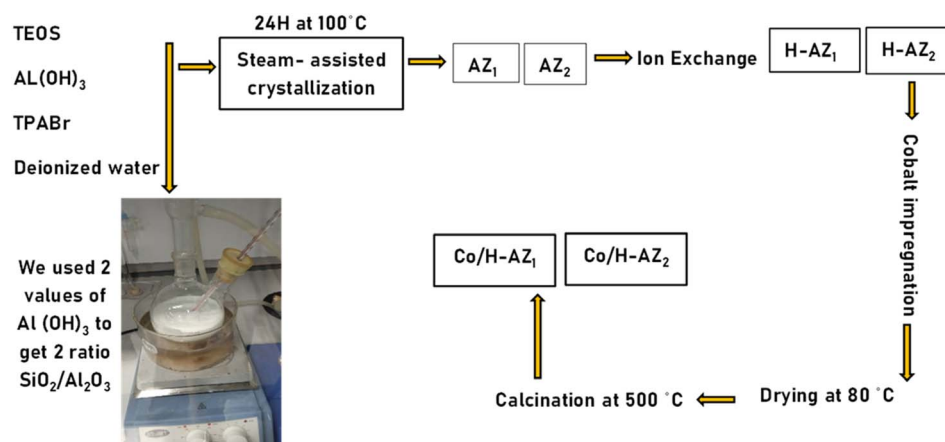 TEOS
AL(OH)₃
TPABr
Deionized water
24H at 100°C
Steam- assisted
crystallization
AZ₁
AZ₂
Ion Exchange
H-AZ₁
H-AZ₂
Cobalt impregnation
Drying at 80 °C
Calcination at 500 °C
Co/H-AZ₁
Co/H-AZ₂
We used 2
values of
Al (OH)₃ to
get 2 ratio
SiO₂/Al₂O₃